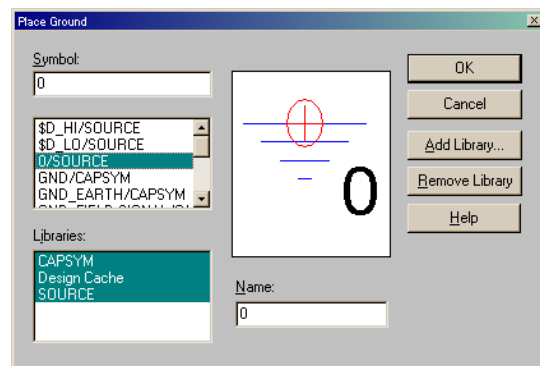 Place Ground
Symbol:
0
$D_HI/SOURCE
$D_LO/SOURCE
0/SOURCE
GND/CAPSYM
GND_EARTH/CAPSYM
Libraries:
CAPSYM
Design Cache
SOURCE
0
Name:
0
OK
Cancel
Add Library...
Remove Library
Help